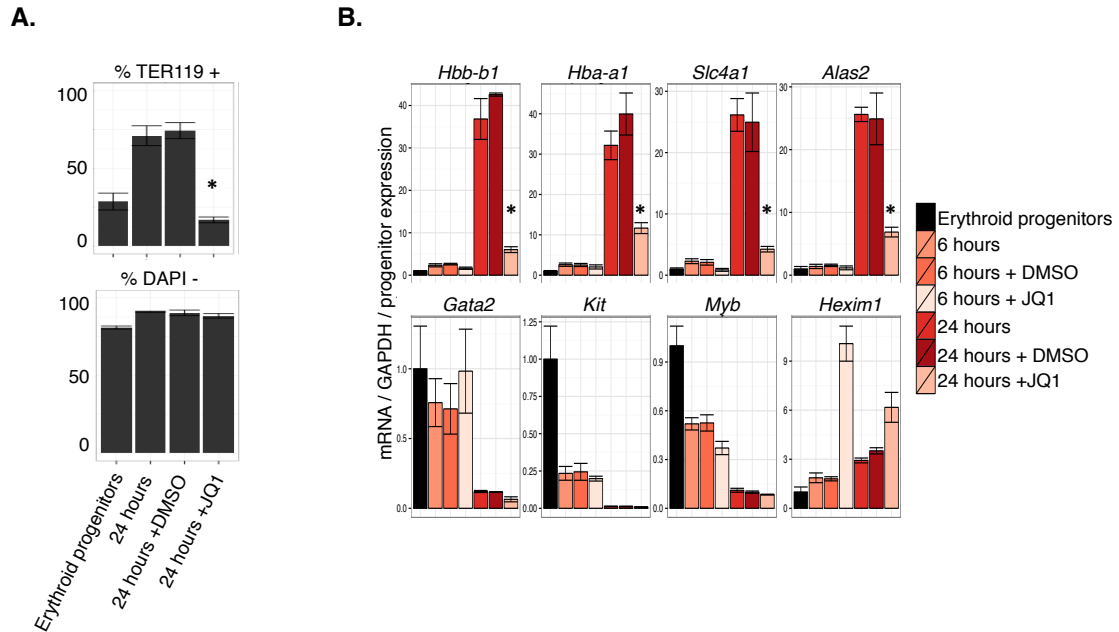 A.
% TER119 +
100
50
*
0
% DAPI -
100
50
0
Erythroid progenitors
24 hours
24 hours +DMSO
24 hours +JQ1
B.
mRNA / GAPDH / progenitor expression
Hbb-b1
40
30
20
10
0
*
Hba-a1
40
30
20
10
0
*
Slc4a1
30
20
10
0
*
Alas2
30
20
10
0
*
Gata2
1.0
0.5
0.0
Kit
1.25
1.00
0.75
0.50
0.25
0.00
Myb
0.9
0.6
0.3
0.0
Hexim1
9
6
3
0
Erythroid progenitors
6 hours
6 hours + DMSO
6 hours + JQ1
24 hours
24 hours + DMSO
24 hours +JQ1